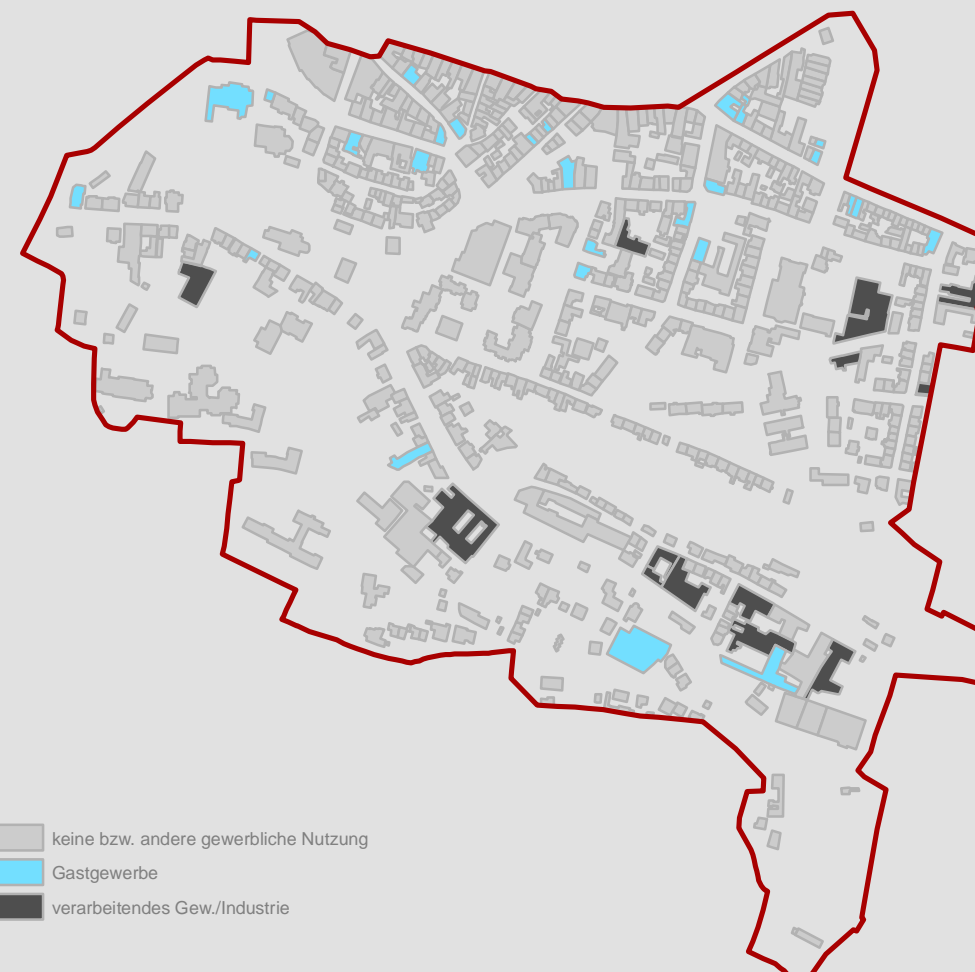 keine bzw. andere gewerbliche Nutzung
Gastgewerbe
verarbeitendes Gew./Industrie